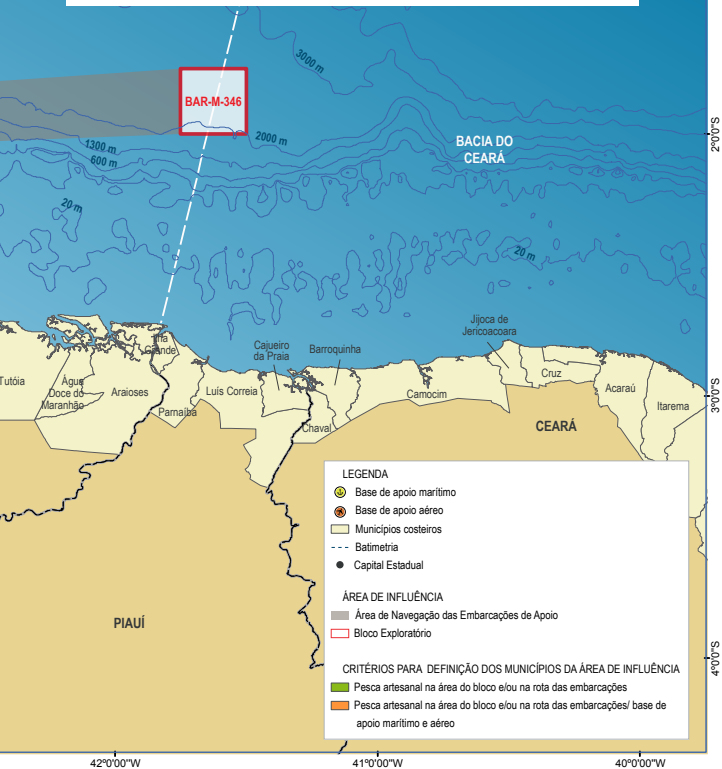 3000 m
BAR-M-346
2000 m
1300 m
600 m
BACIA DO
CEARÁ
2°0'0"S
20 m
20 m
Ilha
Grande
Cajueiro
da Praia
Barroquinha
Jijoca de
Jericoacoara
Tutóia
Água
Doce do
Maranhão
Araioses
Parnaíba
Luís Correia
Chaval
Camocim
Cruz
Acaraú
Itarema
3°0'0"S
CEARÁ
PIAUÍ
LEGENDA
Base de apoio marítimo
Base de apoio aéreo
Municípios costeiros
Batimetria
Capital Estadual
ÁREA DE INFLUÊNCIA
Área de Navegação das Embarcações de Apoio
Bloco Exploratório
CRITÉRIOS PARA DEFINIÇÃO DOS MUNICÍPIOS DA ÁREA DE INFLUÊNCIA
Pesca artesanal na área do bloco e/ou na rota das embarcações
Pesca artesanal na área do bloco e/ou na rota das embarcações/ base de
apoio marítimo e aéreo
4°0'0"S
42°0'0"W
41°0'0"W
40°0'0"W